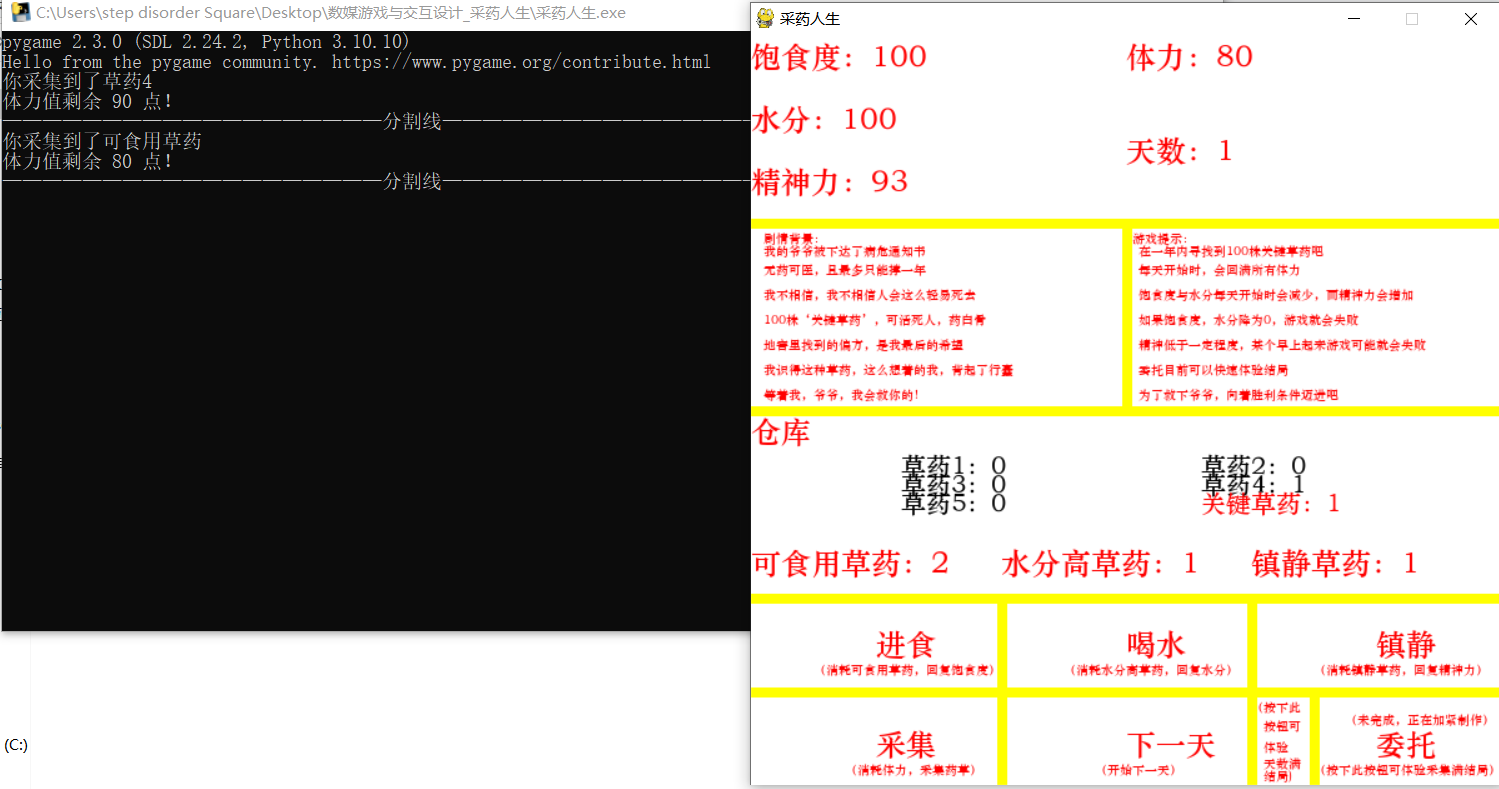 C:\Users\step disorder Square\Desktop\数媒游戏与交互设计_采药人生\采药人生.exe
pygame 2.3.0 (SDL 2.24.2, Python 3.10.10)
Hello from the pygame community. https://www.pygame.org/contribute.html
你采集到了草药4
体力值剩余 90 点!
————————————————————分割线————————————————
你采集到了可食用草药
体力值剩余 80 点!
————————————————————分割线————————————————
(C:)
采药人生
饱食度：100
体力：80
水分：100
天数：1
精神力：93
剧情背景：
我的爷爷被下达了病危通知书
无药可医，且最多只能撑一年
我不相信，我不相信人会这么轻易死去
100株‘关键草药’，可活死人，药白骨
地窖里找到的偏方，是我最后的希望
我识得这种草药，这么想着的我，背起了行囊
等着我，爷爷，我会救你的!
游戏提示：
在一年内寻找到100株关键草药吧
每天开始时，会回满所有体力
饱食度与水分每天开始时会减少，而精神力会增加
如果饱食度，水分降为0，游戏就会失败
精神低于一定程度，某个早上起来游戏可能就会失败
委托目前可以快速体验结局
为了救下爷爷，向着胜利条件迈进吧
仓库
草药1：0
草药2：0
草药3：0
草药4：1
草药5：0
关键草药：1
可食用草药：2
水分高草药：1
镇静草药：1
进食
(消耗可食用草药，回复饱食度)
喝水
(消耗水分高草药，回复水分)
镇静
(消耗镇静草药，回复精神力)
采集
(消耗体力，采集药草)
下一天
(开始下一天)
(按下此
按钮可
体验
天数满
结局)
(未完成，正在加紧制作)
委托
(按下此按钮可体验采集满结局)